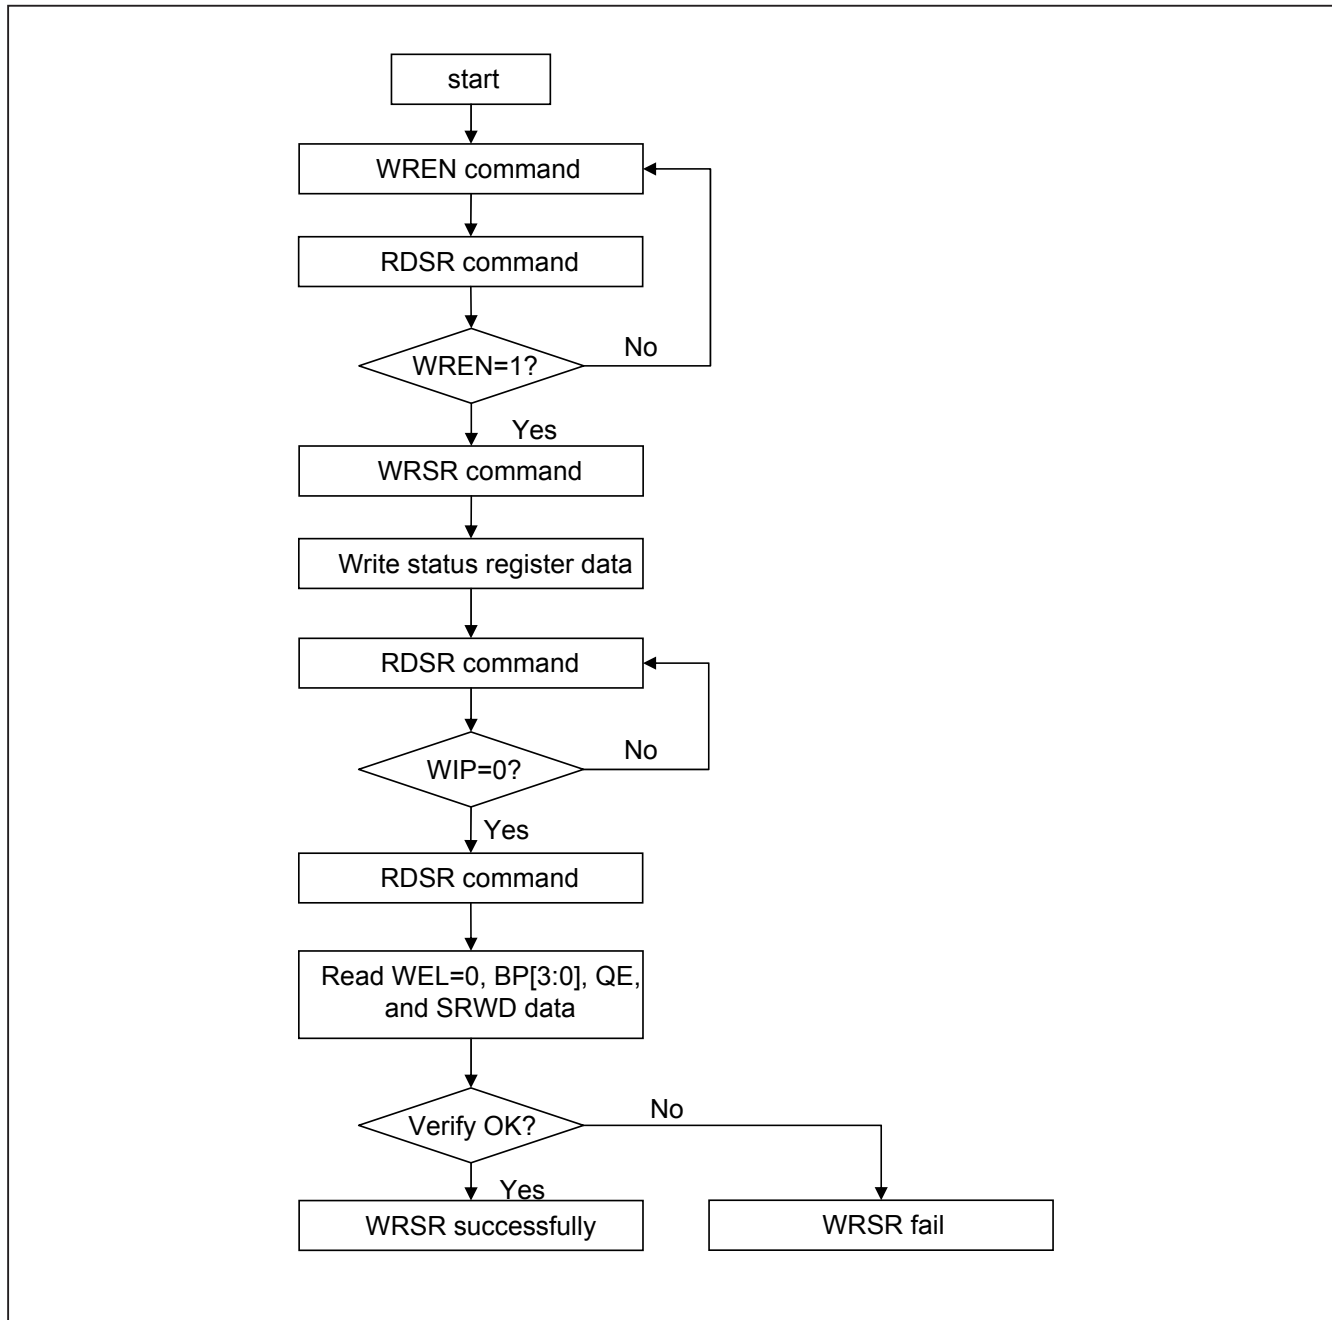 start
WREN command
RDSR command
WREN=1?
No
Yes
WRSR command
Write status register data
RDSR command
WIP=0?
No
Yes
RDSR command
Read WEL=0, BP[3:0], QE,
and SRWD data
Verify OK?
No
Yes
WRSR successfully
WRSR fail